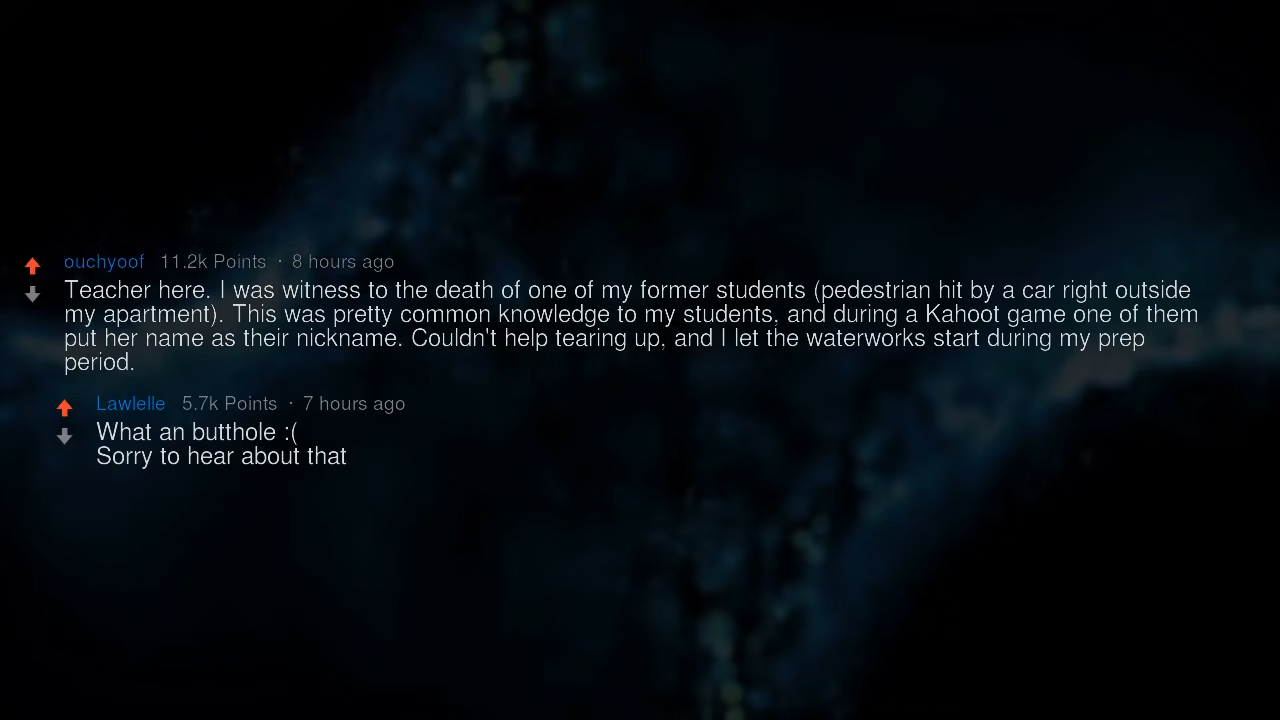 ouchyoof 11.2k Points · 8 hours ago
Teacher here. I was witness to the death of one of my former students (pedestrian hit by a car right outside
my apartment). This was pretty common knowledge to my students, and during a Kahoot game one of them
put her name as their nickname. Couldn't help tearing up, and I let the waterworks start during my prep
period.
Lawlelle 5.7k Points · 7 hours ago
What an butthole :(
Sorry to hear about that